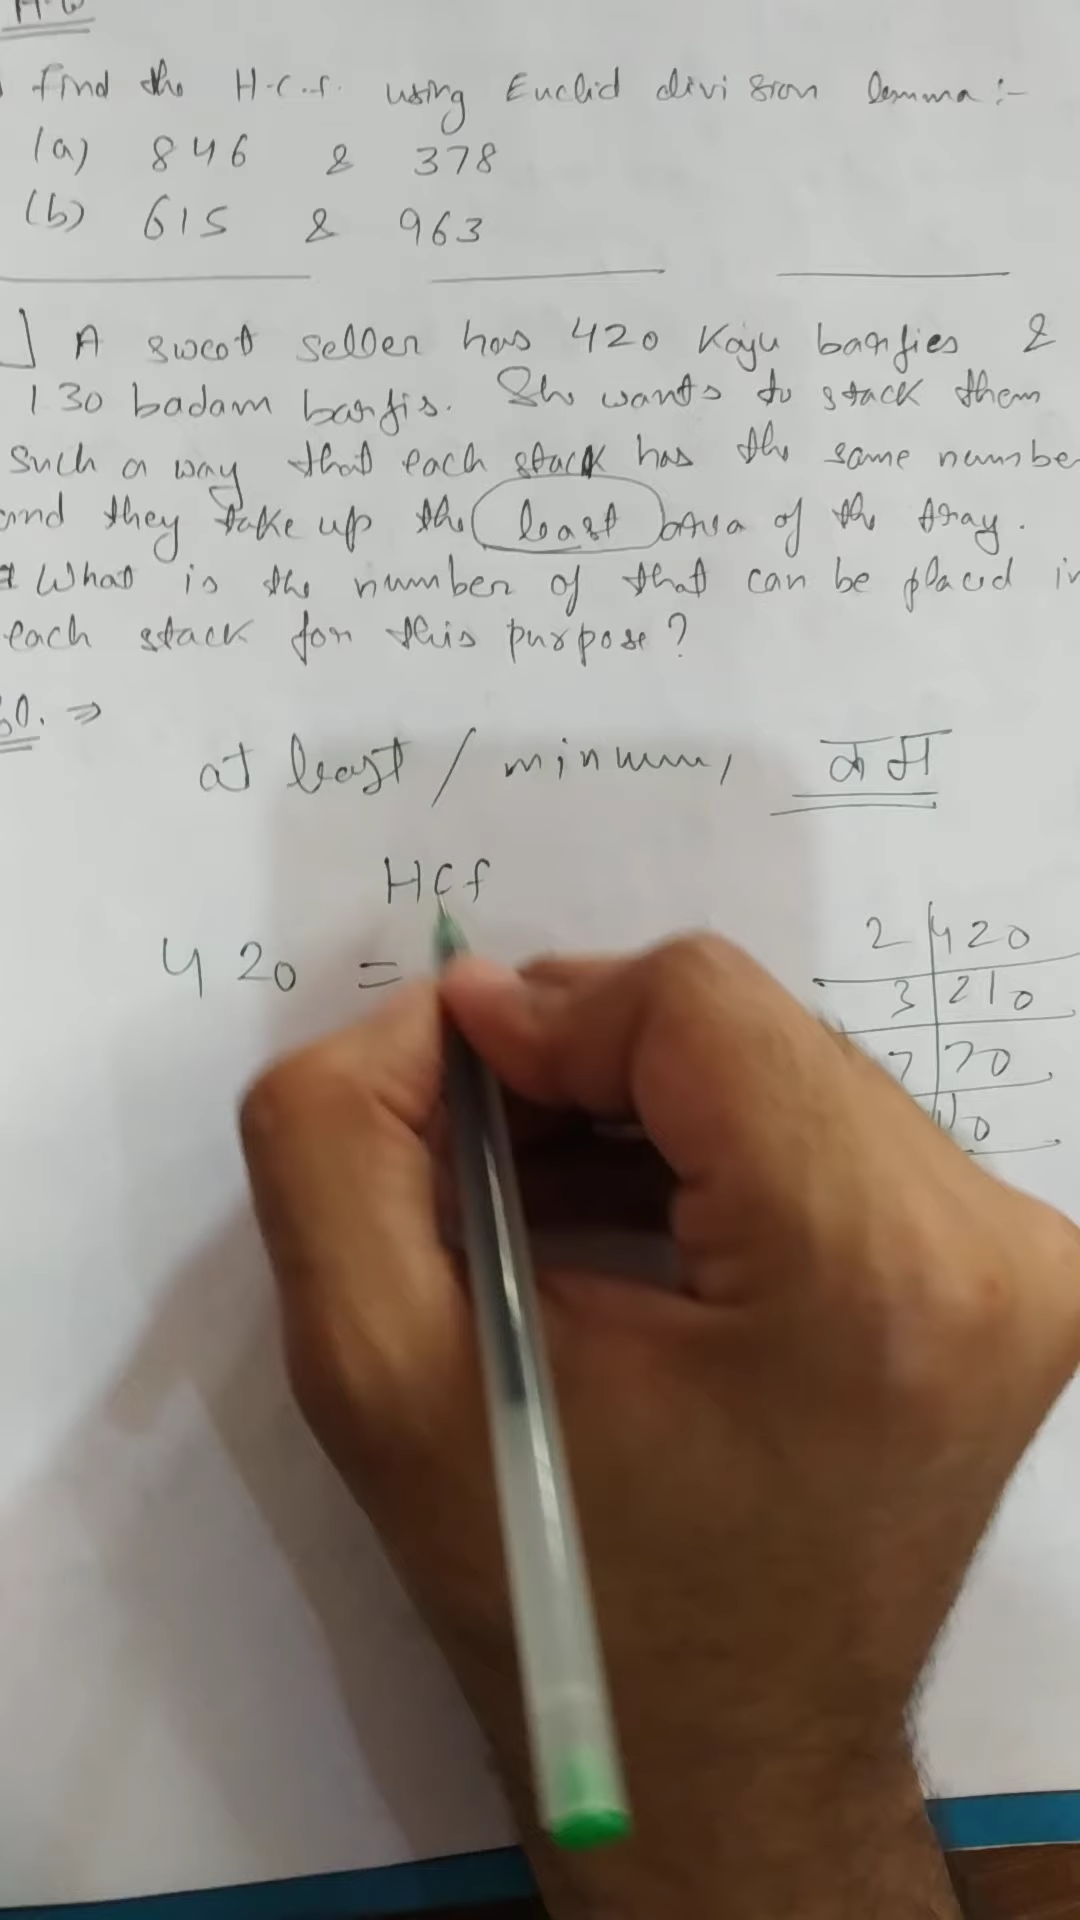 H.W
Find the H.C.F. using Euclid division lemma :-
(a) 846 & 378
(b) 615 & 963
] A sweet seller has 420 Kaju barfies &
130 badam barfis. She wants to stack them
such a way that each stack has the same number
and they take up the least area of the tray.
What is the number of that can be placed in
each stack for this purpose?
so. ⇒
at least / minumu, कम
HCF
420 =
2 | 420
3 | 210
7 | 70
10